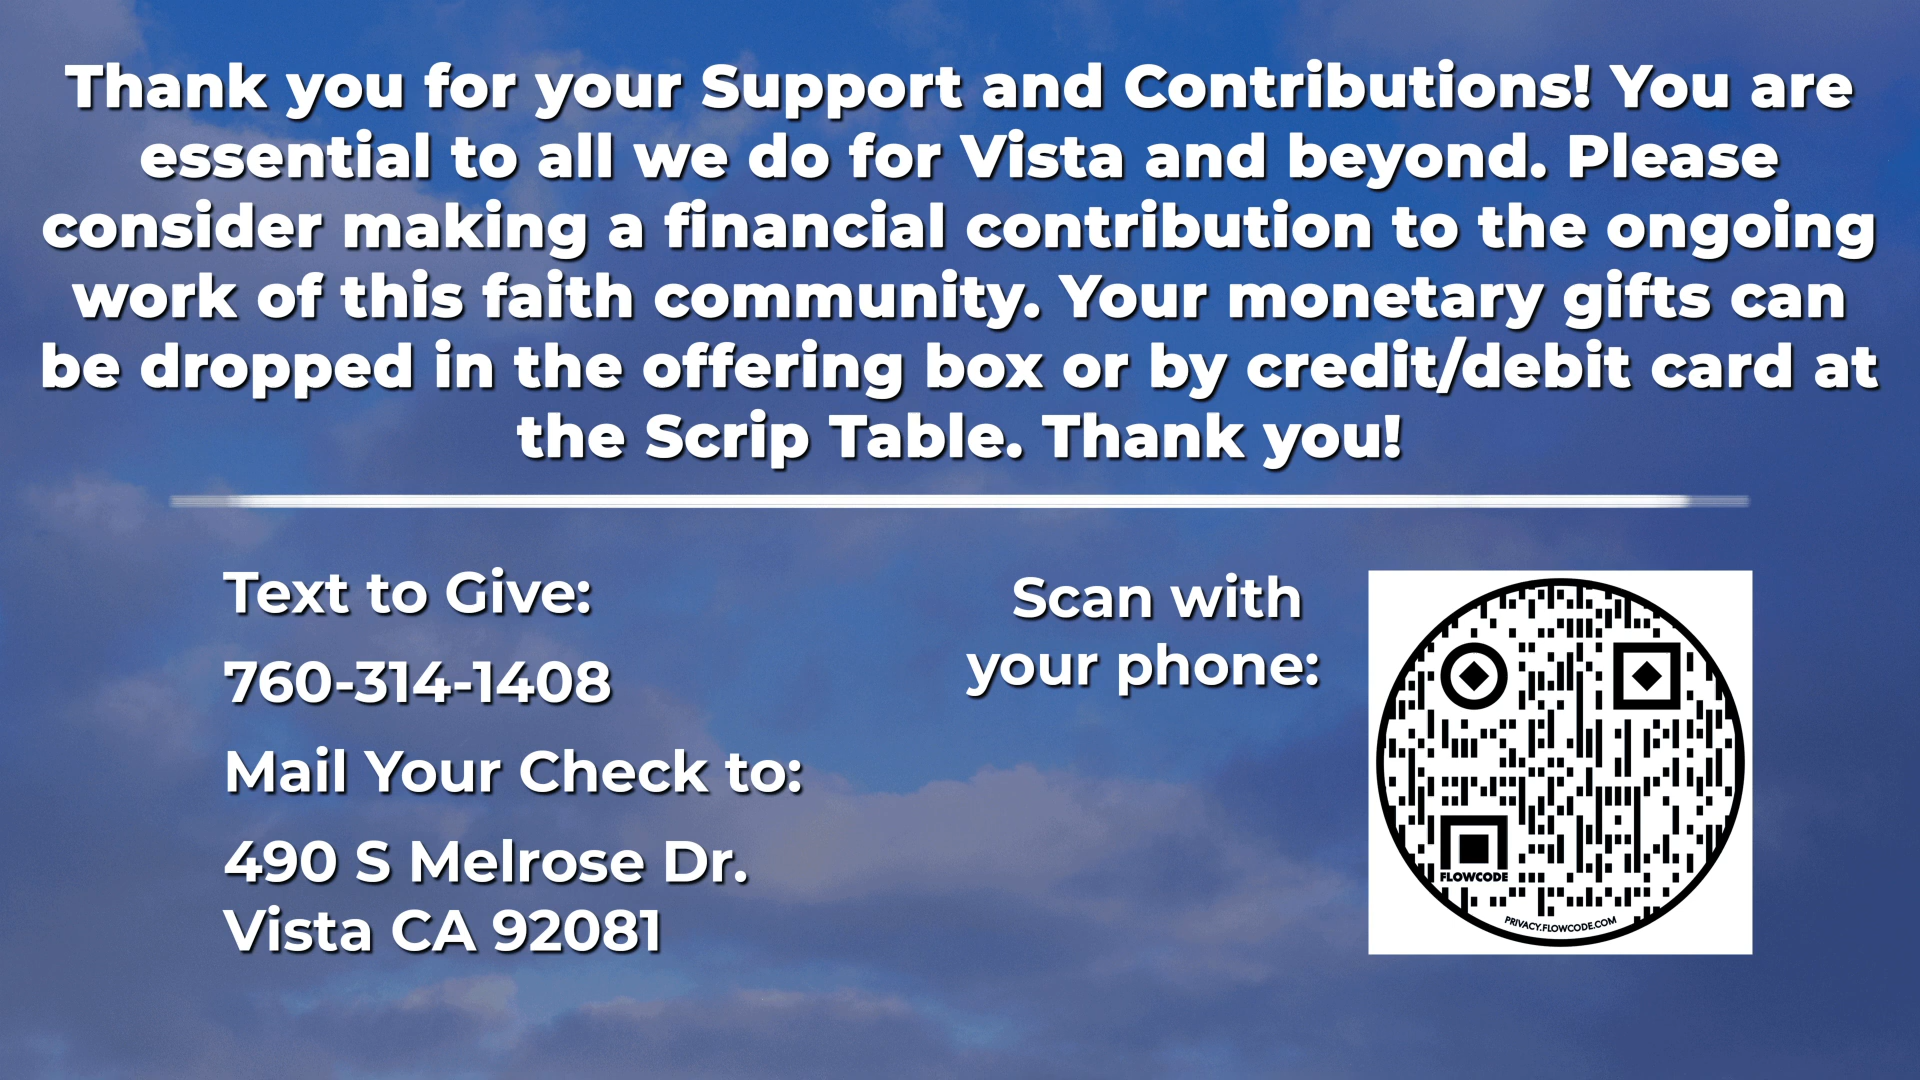 Thank you for your Support and Contributions! You are
essential to all we do for Vista and beyond. Please
consider making a financial contribution to the ongoing
work of this faith community. Your monetary gifts can
be dropped in the offering box or by credit/debit card at
the Scrip Table. Thank you!
Text to Give:
760-314-1408
Mail Your Check to:
490 S Melrose Dr.
Vista CA 92081
Scan with
your phone:
FLOWCODE
PRIVACY.FLOWCODE.COM